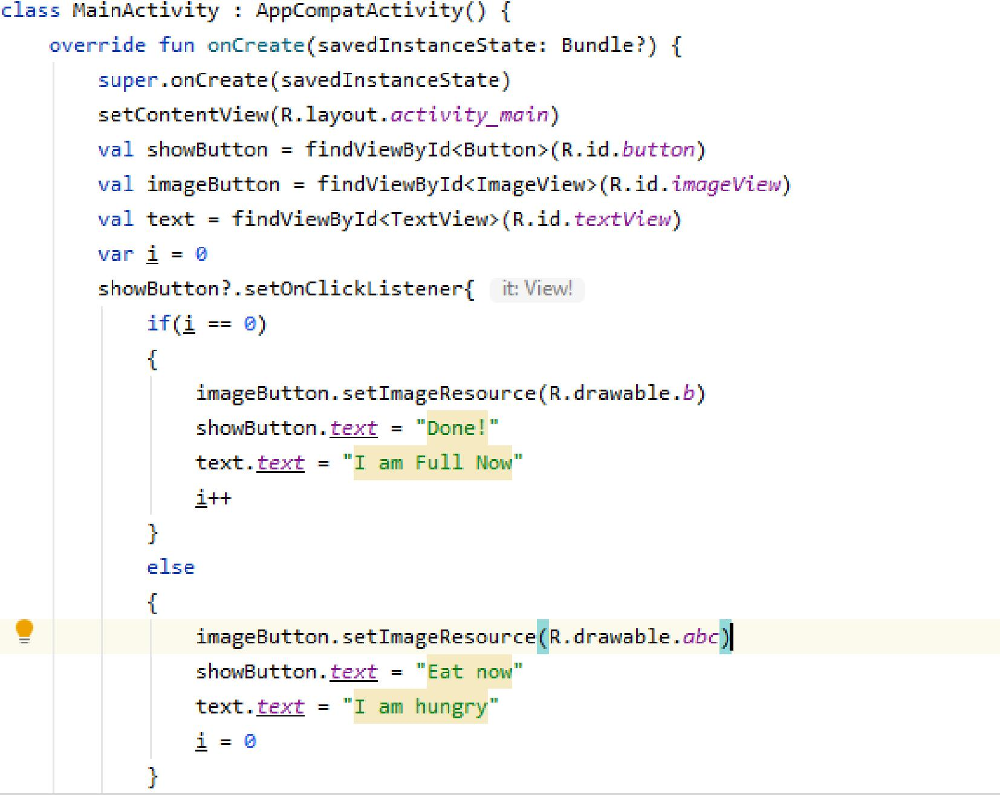 class MainActivity : AppCompatActivity() {
    override fun onCreate(savedInstanceState: Bundle?) {
        super.onCreate(savedInstanceState)
        setContentView(R.layout.activity_main)
        val showButton = findViewById<Button>(R.id.button)
        val imageButton = findViewById<ImageView>(R.id.imageView)
        val text = findViewById<TextView>(R.id.textView)
        var i = 0
        showButton?.setOnClickListener{ it: View!
            if(i == 0)
            {
                imageButton.setImageResource(R.drawable.b)
                showButton.text = "Done!"
                text.text = "I am Full Now"
                i++
            }
            else
            {
                imageButton.setImageResource(R.drawable.abc)
                showButton.text = "Eat now"
                text.text = "I am hungry"
                i = 0
            }